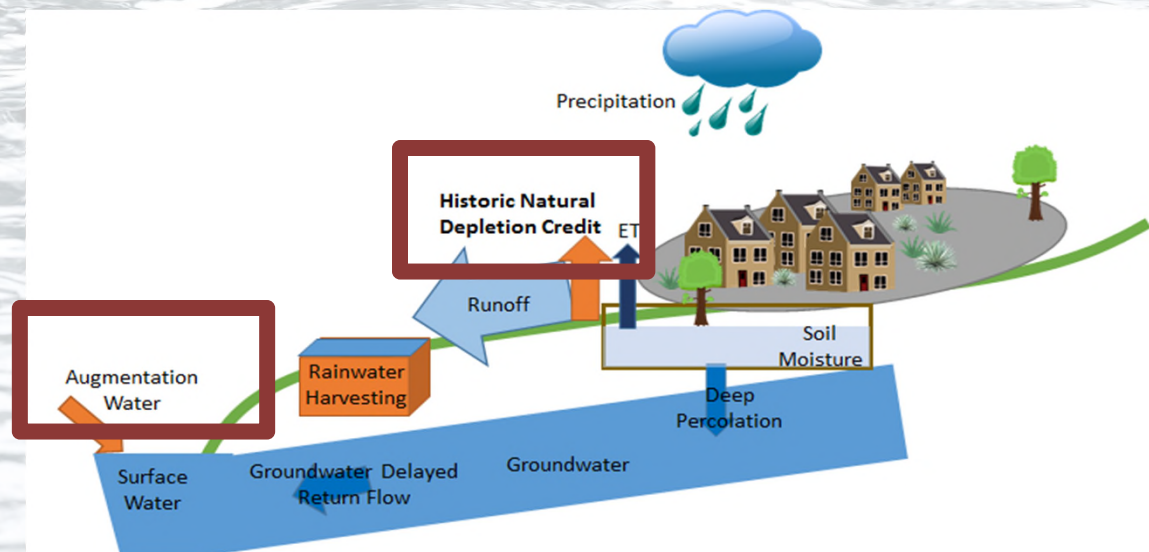 Precipitation
Historic Natural
Depletion Credit
ET
Runoff
Soil
Moisture
Augmentation
Water
Rainwater
Harvesting
Deep
Percolation
Surface
Water
Groundwater Delayed
Return Flow
Groundwater